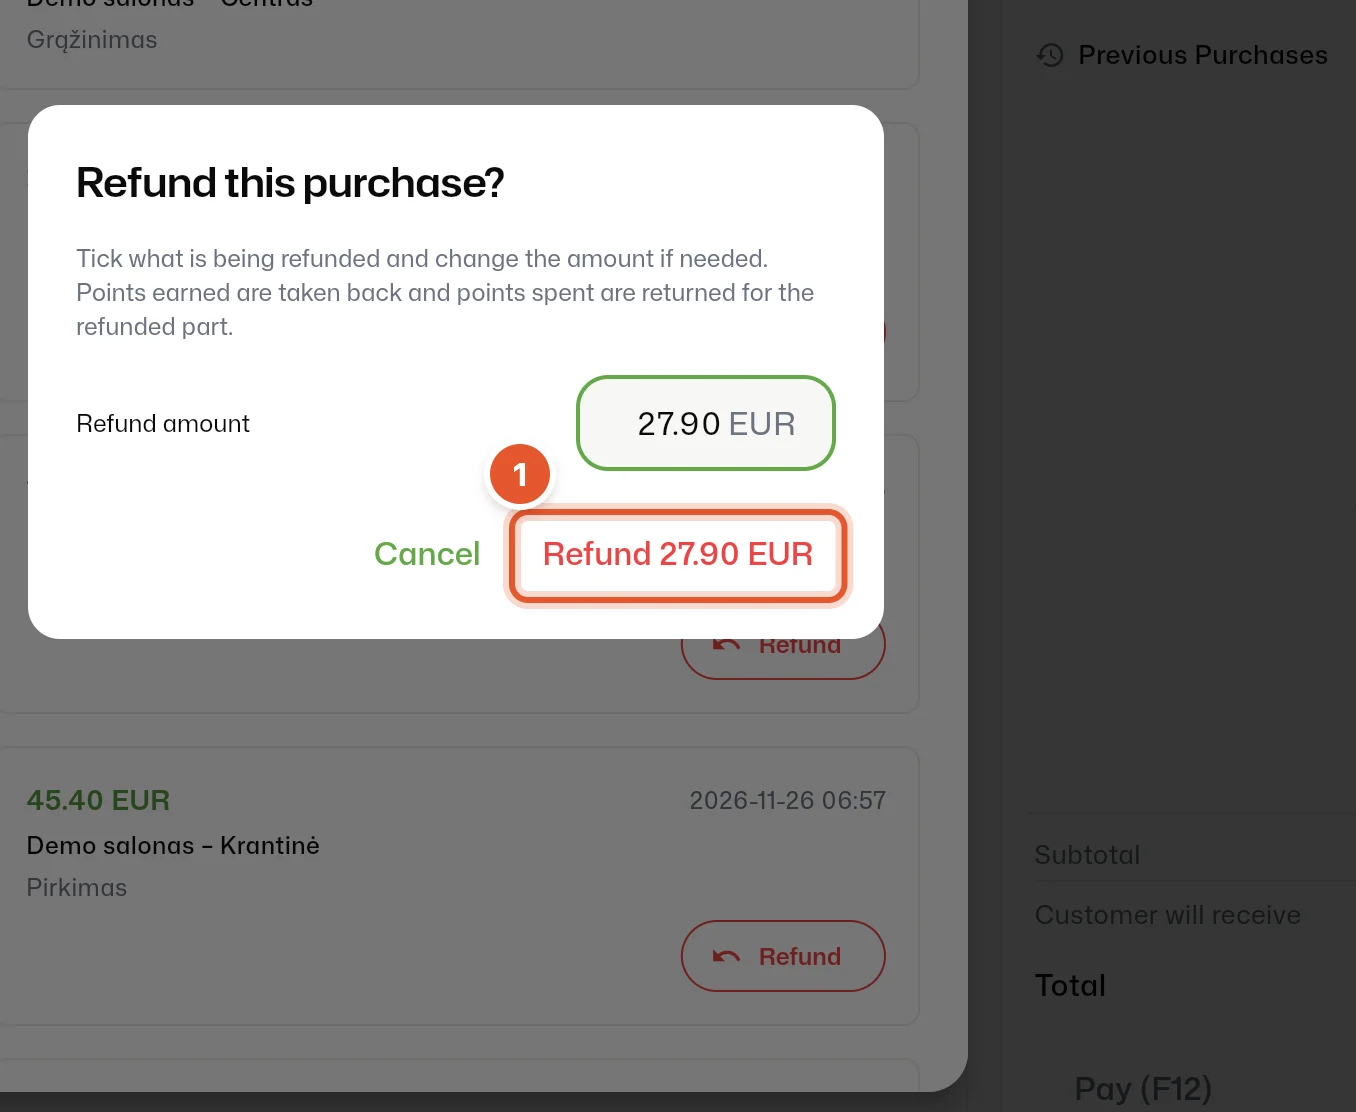 Demo salonas – Centras
Grąžinimas
Previous Purchases
Refund this purchase?
Tick what is being refunded and change the amount if needed.
Points earned are taken back and points spent are returned for the
refunded part.
Refund amount
27.90 EUR
1
Cancel
Refund 27.90 EUR
Refund
45.40 EUR
2026-11-26 06:57
Demo salonas – Krantinė
Pirkimas
Refund
Subtotal
Customer will receive
Total
Pay (F12)